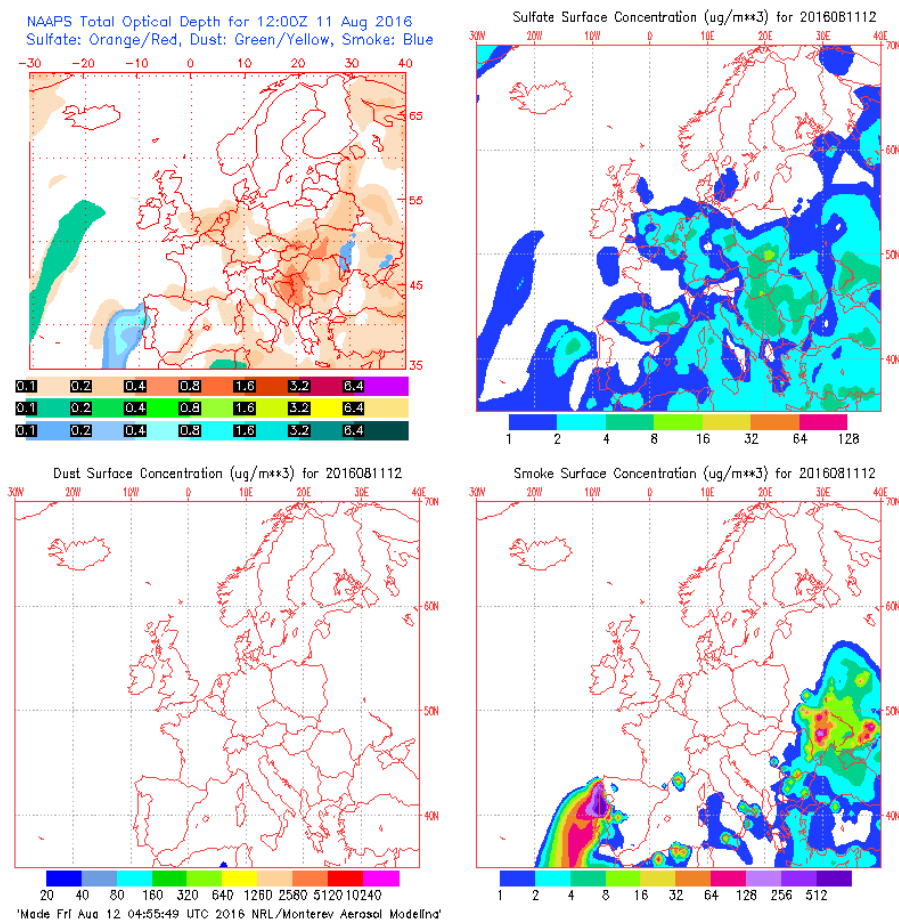 NAAPS Total Optical Depth for 12:00Z 11 Aug 2016
Sulfate: Orange/Red, Dust: Green/Yellow, Smoke: Blue
-30 -20 -10 0 10 20 30 40
65
55
45
35
0.1 0.2 0.4 0.8 1.6 3.2 6.4
0.1 0.2 0.4 0.8 1.6 3.2 6.4
0.1 0.2 0.4 0.8 1.6 3.2 6.4
Sulfate Surface Concentration (ug/m**3) for 2016081112
30W 20W 10W 0 10E 20E 30E 40E
70N
60N
50N
40N
1 2 4 8 16 32 64 128
Dust Surface Concentration (ug/m**3) for 2016081112
30W 20W 10W 0 10E 20E 30E 40E
70N
60N
50N
40N
20 40 80 160 320 640 1260 2560 5120 10240
'Made Fri Aug 12 04:55:49 UTC 2016 NRL/Monterey Aerosol Modeling'
Smoke Surface Concentration (ug/m**3) for 2016081112
30W 20W 10W 0 10E 20E 30E 40E
70N
60N
50N
40N
1 2 4 8 16 32 64 128 256 512